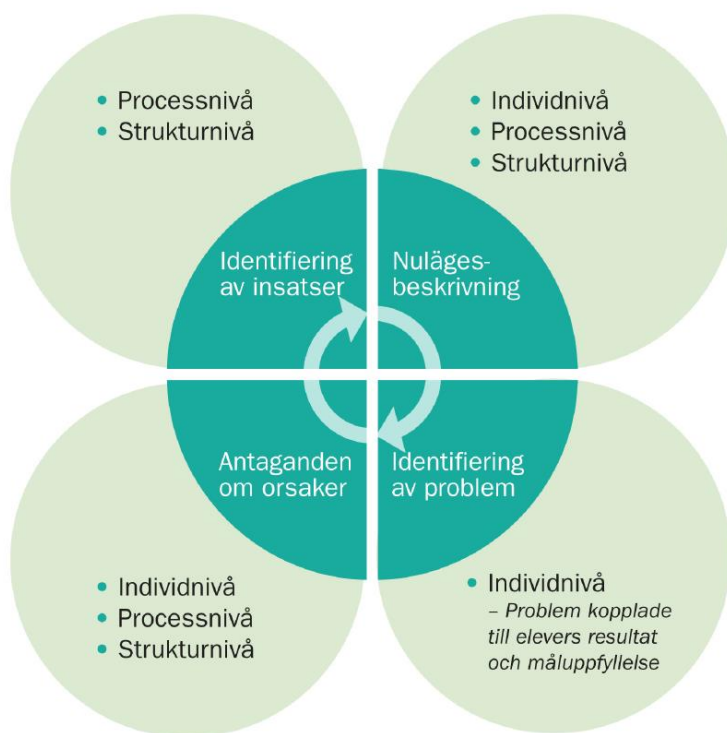 • Processnivå
• Strukturnivå
• Individnivå
• Processnivå
• Strukturnivå
Identifiering
av insatser
Nuläges-
beskrivning
Antaganden
om orsaker
Identifiering
av problem
• Individnivå
• Processnivå
• Strukturnivå
• Individnivå
– Problem kopplade
till elevers resultat
och måluppfyllelse